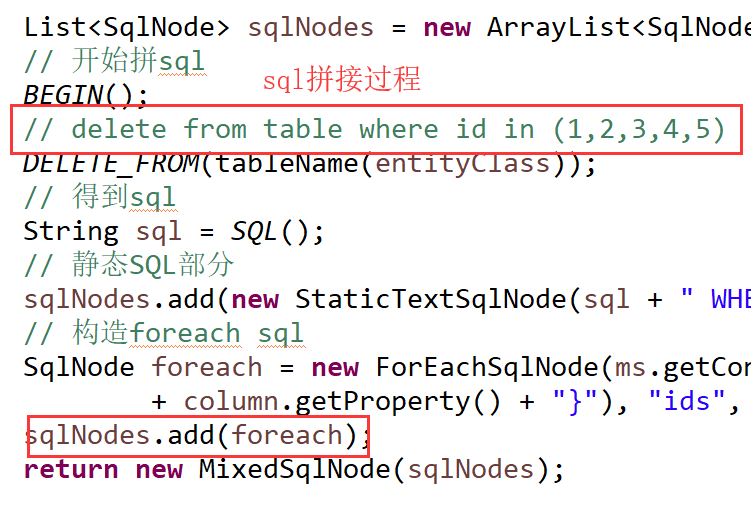 List<SqlNode> sqlNodes = new ArrayList<SqlNode
// 开始拼sql
sql拼接过程
BEGIN();
// delete from table where id in (1,2,3,4,5)
DELETE_FROM(tableName(entityClass));
// 得到sql
String sql = SQL();
// 静态SQL部分
sqlNodes.add(new StaticTextSqlNode(sql + " WHE
// 构造foreach sql
SqlNode foreach = new ForEachSqlNode(ms.getCon
+ column.getProperty() + "}"), "ids",
sqlNodes.add(foreach);
return new MixedSqlNode(sqlNodes);